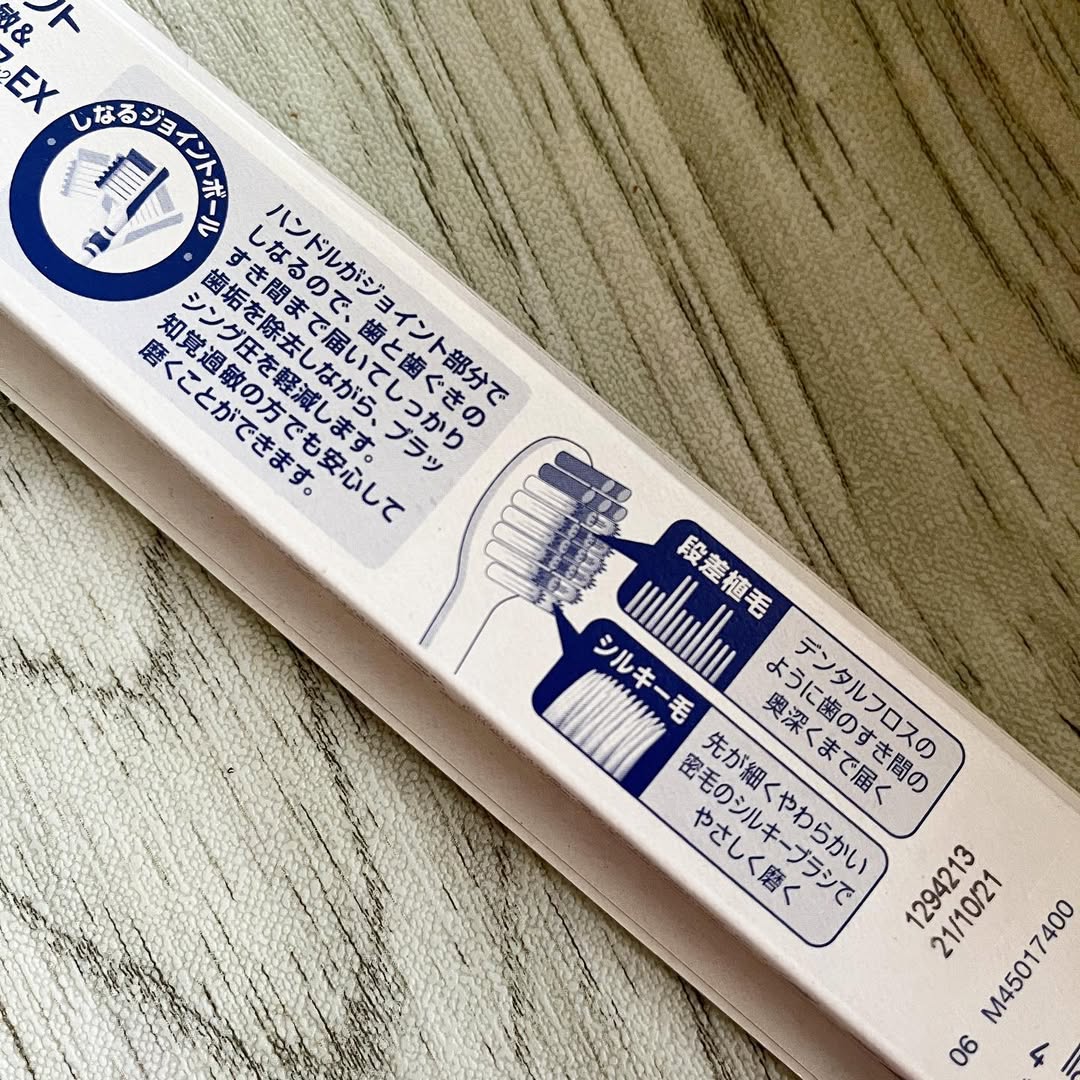 ント
敏&
EX
しなるジョイントボール
ハンドルがジョイント部分で
しなるので、歯と歯ぐきの
すき間まで届いてしっかり
歯垢を除去しながら、ブラッ
シング圧を軽減します。
知覚過敏の方でも安心して
磨くことができます。
段差植毛
デンタルフロスの
ように歯のすき間の
奥深くまで届く
シルキー毛
先が細くやわらかい
密毛のシルキーブラシで
やさしく磨く
1294213
21/10/21
06 M45017400
4